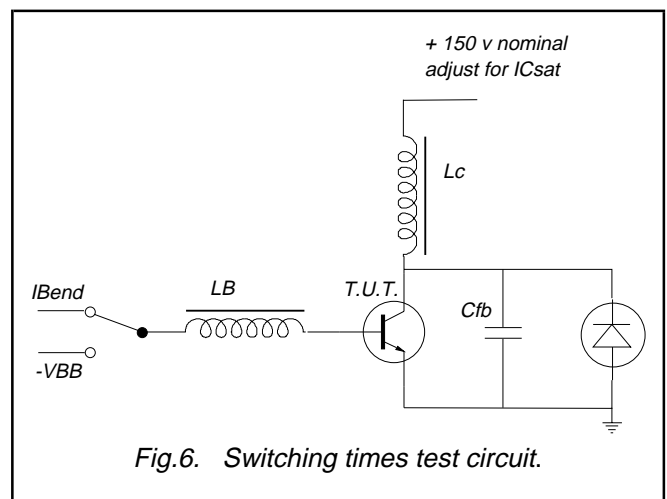 + 150 v nominal
adjust for ICsat
Lc
IBend
LB
T.U.T.
Cfb
-VBB
Fig.6. Switching times test circuit.